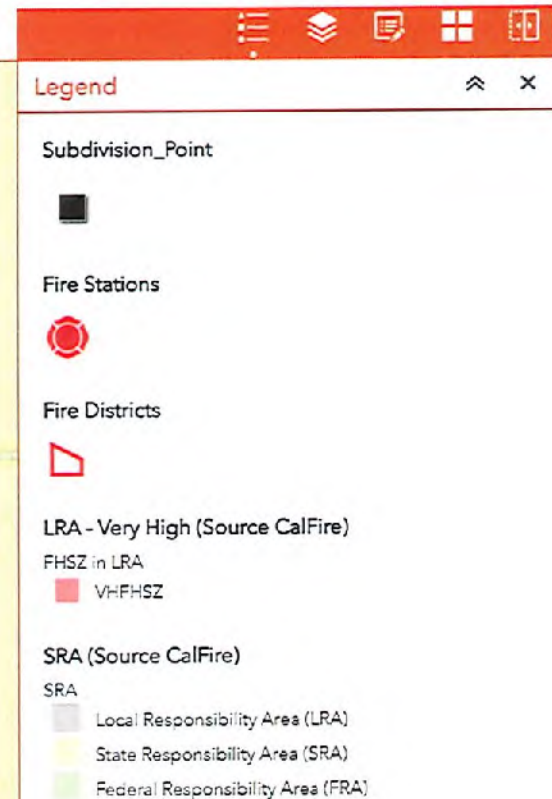 Legend
Subdivision_Point
Fire Stations
Fire Districts
LRA - Very High (Source CalFire)
FHSZ in LRA
VHFHSZ
SRA (Source CalFire)
SRA
Local Responsibility Area (LRA)
State Responsibility Area (SRA)
Federal Responsibility Area (FRA)